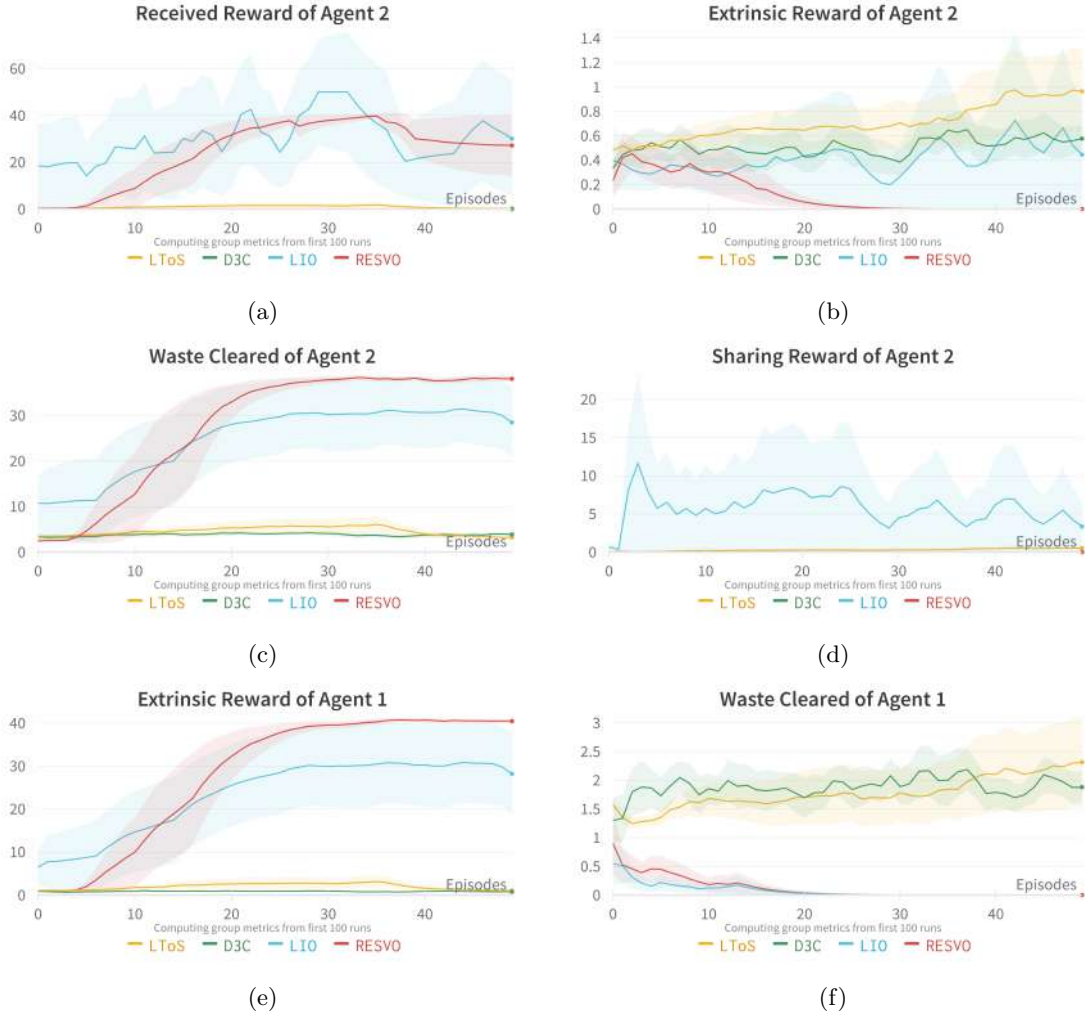 Received Reward of Agent 2
60
40
20
0
0 10 20 30 40
Episodes
Computing group metrics from first 100 runs
LToS D3C LIO RESVO
(a)
Extrinsic Reward of Agent 2
1.4
1.2
1
0.8
0.6
0.4
0.2
0
0 10 20 30 40
Episodes
Computing group metrics from first 100 runs
LToS D3C LIO RESVO
(b)
Waste Cleared of Agent 2
30
20
10
0
0 10 20 30 40
Episodes
Computing group metrics from first 100 runs
LToS D3C LIO RESVO
(c)
Sharing Reward of Agent 2
20
15
10
5
0
0 10 20 30 40
Episodes
Computing group metrics from first 100 runs
LToS D3C LIO RESVO
(d)
Extrinsic Reward of Agent 1
40
30
20
10
0
0 10 20 30 40
Episodes
Computing group metrics from first 100 runs
LToS D3C LIO RESVO
(e)
Waste Cleared of Agent 1
3
2.5
2
1.5
1
0.5
0
0 10 20 30 40
Episodes
Computing group metrics from first 100 runs
LToS D3C LIO RESVO
(f)